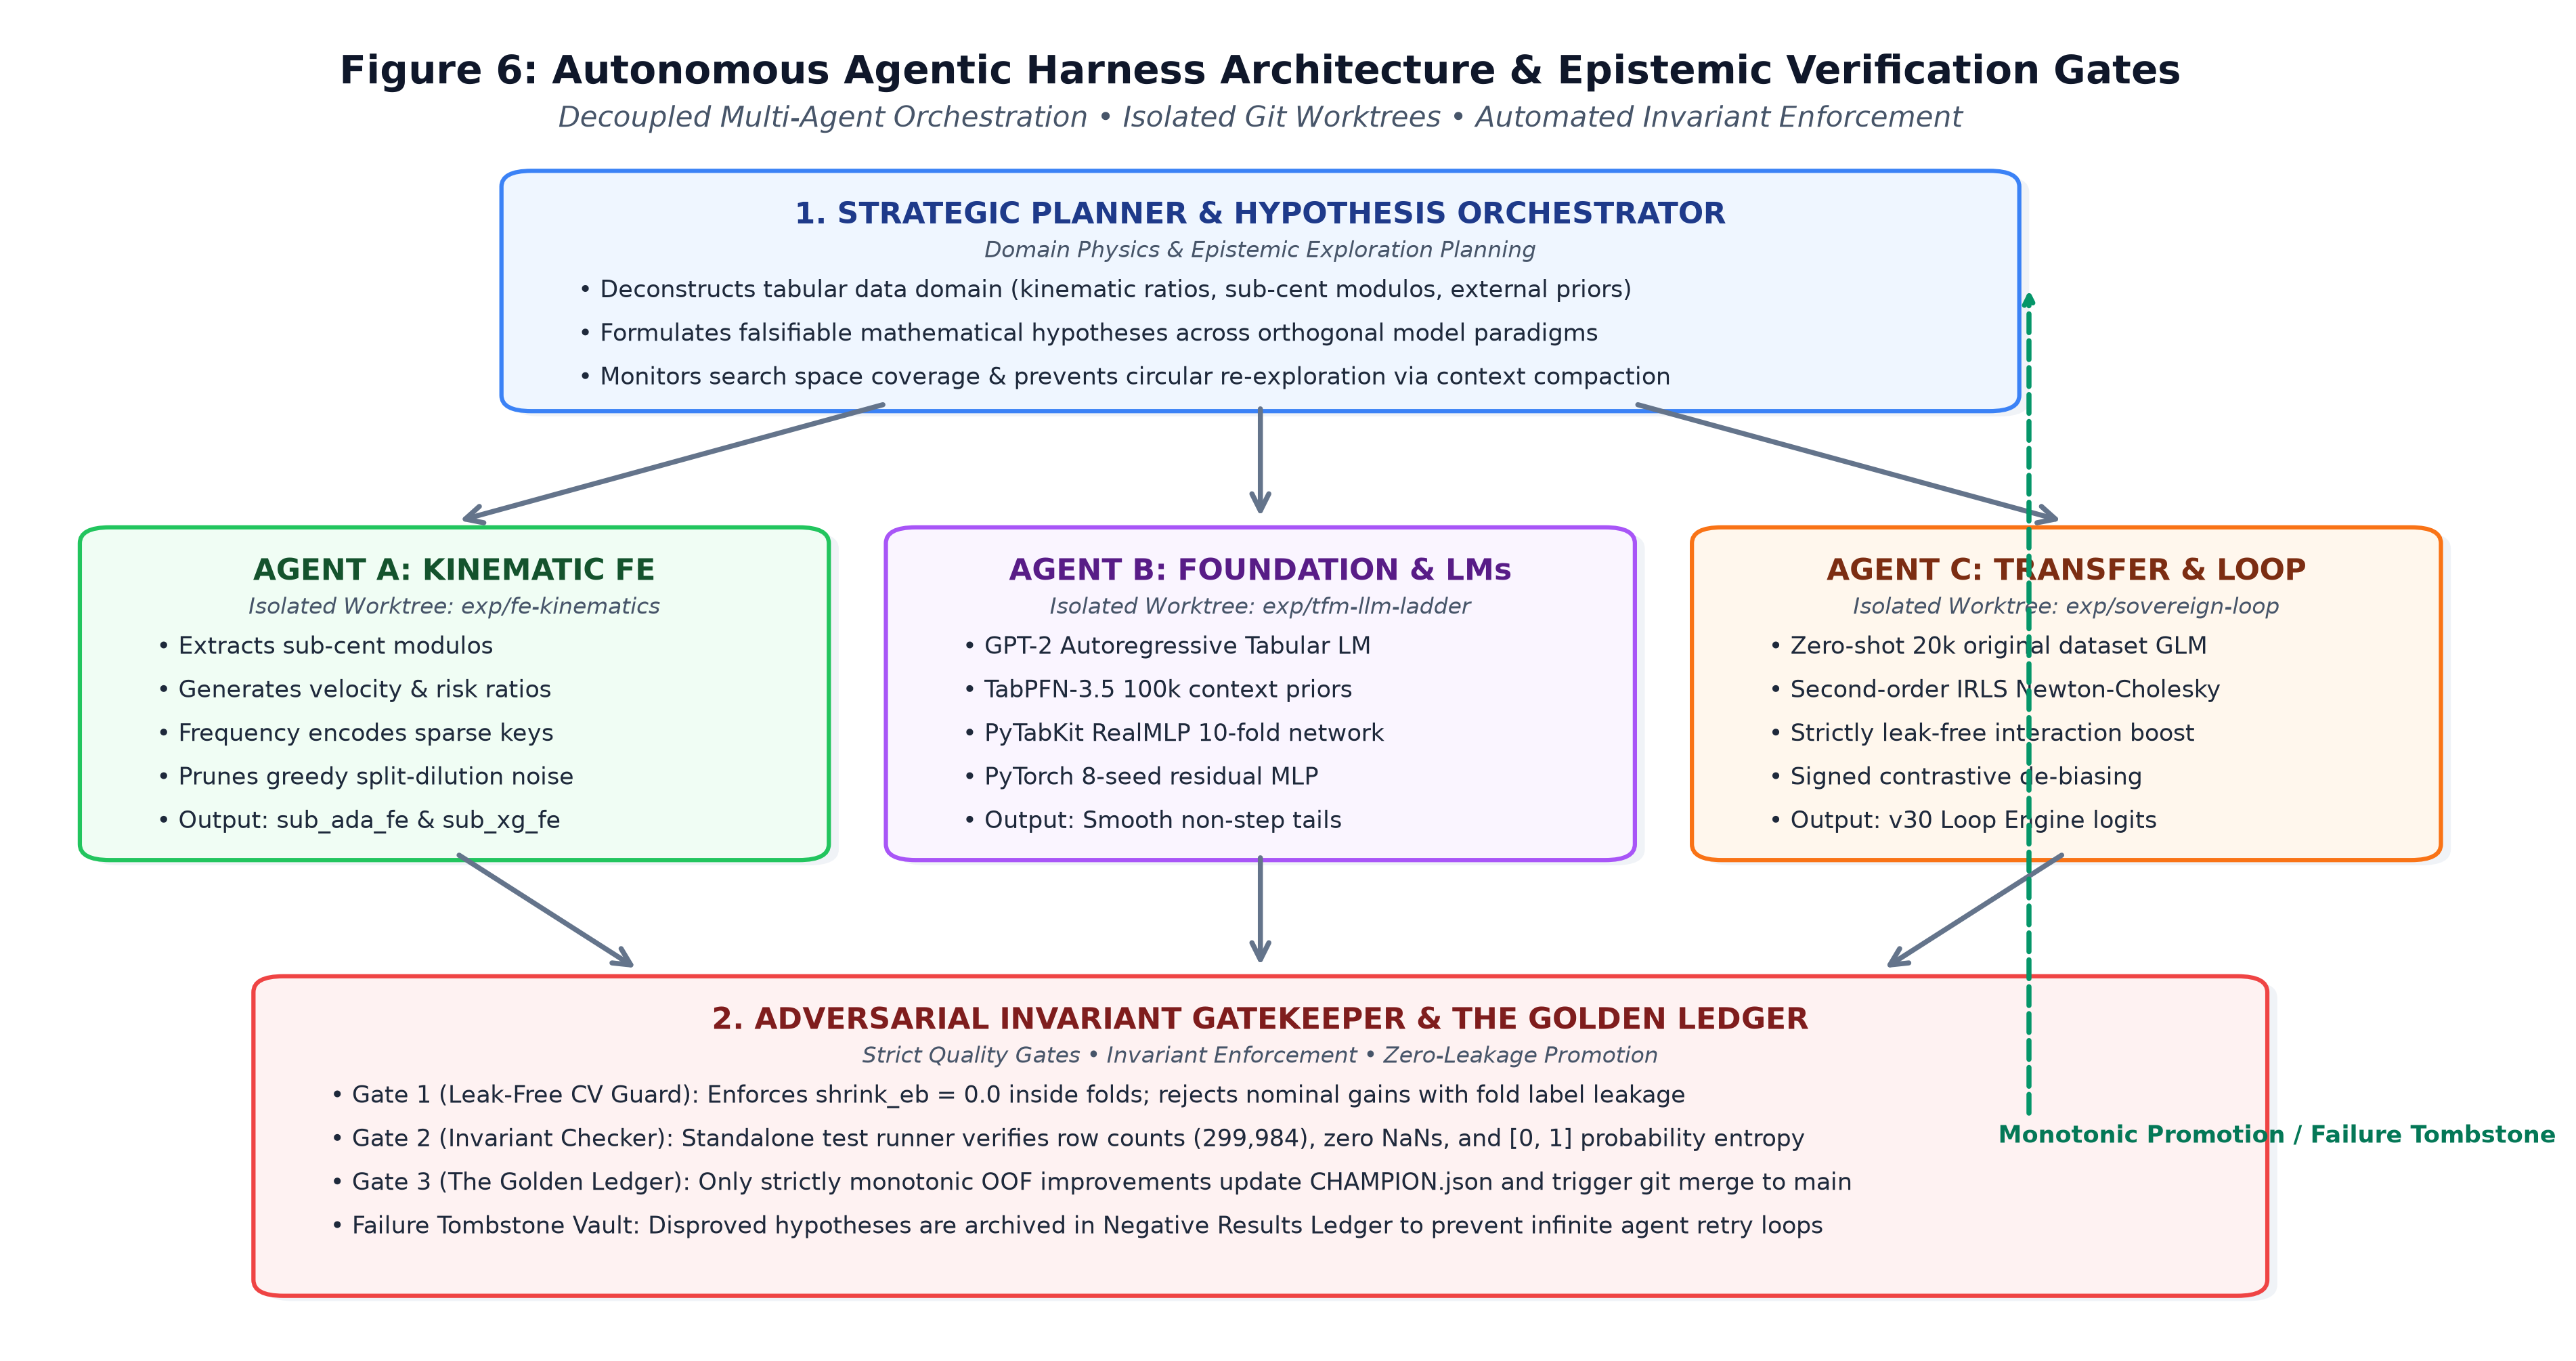 Figure 6: Autonomous Agentic Harness Architecture & Epistemic Verification Gates
Decoupled Multi-Agent Orchestration • Isolated Git Worktrees • Automated Invariant Enforcement
1. STRATEGIC PLANNER & HYPOTHESIS ORCHESTRATOR
Domain Physics & Epistemic Exploration Planning
• Deconstructs tabular data domain (kinematic ratios, sub-cent modulos, external priors)
• Formulates falsifiable mathematical hypotheses across orthogonal model paradigms
• Monitors search space coverage & prevents circular re-exploration via context compaction
AGENT A: KINEMATIC FE
Isolated Worktree: exp/fe-kinematics
• Extracts sub-cent modulos
• Generates velocity & risk ratios
• Frequency encodes sparse keys
• Prunes greedy split-dilution noise
• Output: sub_ada_fe & sub_xg_fe
AGENT B: FOUNDATION & LMs
Isolated Worktree: exp/tfm-llm-ladder
• GPT-2 Autoregressive Tabular LM
• TabPFN-3.5 100k context priors
• PyTabKit RealMLP 10-fold network
• PyTorch 8-seed residual MLP
• Output: Smooth non-step tails
AGENT C: TRANSFER & LOOP
Isolated Worktree: exp/sovereign-loop
• Zero-shot 20k original dataset GLM
• Second-order IRLS Newton-Cholesky
• Strictly leak-free interaction boost
• Signed contrastive de-biasing
• Output: v30 Loop Engine logits
2. ADVERSARIAL INVARIANT GATEKEEPER & THE GOLDEN LEDGER
Strict Quality Gates • Invariant Enforcement • Zero-Leakage Promotion
• Gate 1 (Leak-Free CV Guard): Enforces shrink_eb = 0.0 inside folds; rejects nominal gains with fold label leakage
• Gate 2 (Invariant Checker): Standalone test runner verifies row counts (299,984), zero NaNs, and [0, 1] probability entropy
• Gate 3 (The Golden Ledger): Only strictly monotonic OOF improvements update CHAMPION.json and trigger git merge to main
• Failure Tombstone Vault: Disproved hypotheses are archived in Negative Results Ledger to prevent infinite agent retry loops
Monotonic Promotion / Failure Tombstone